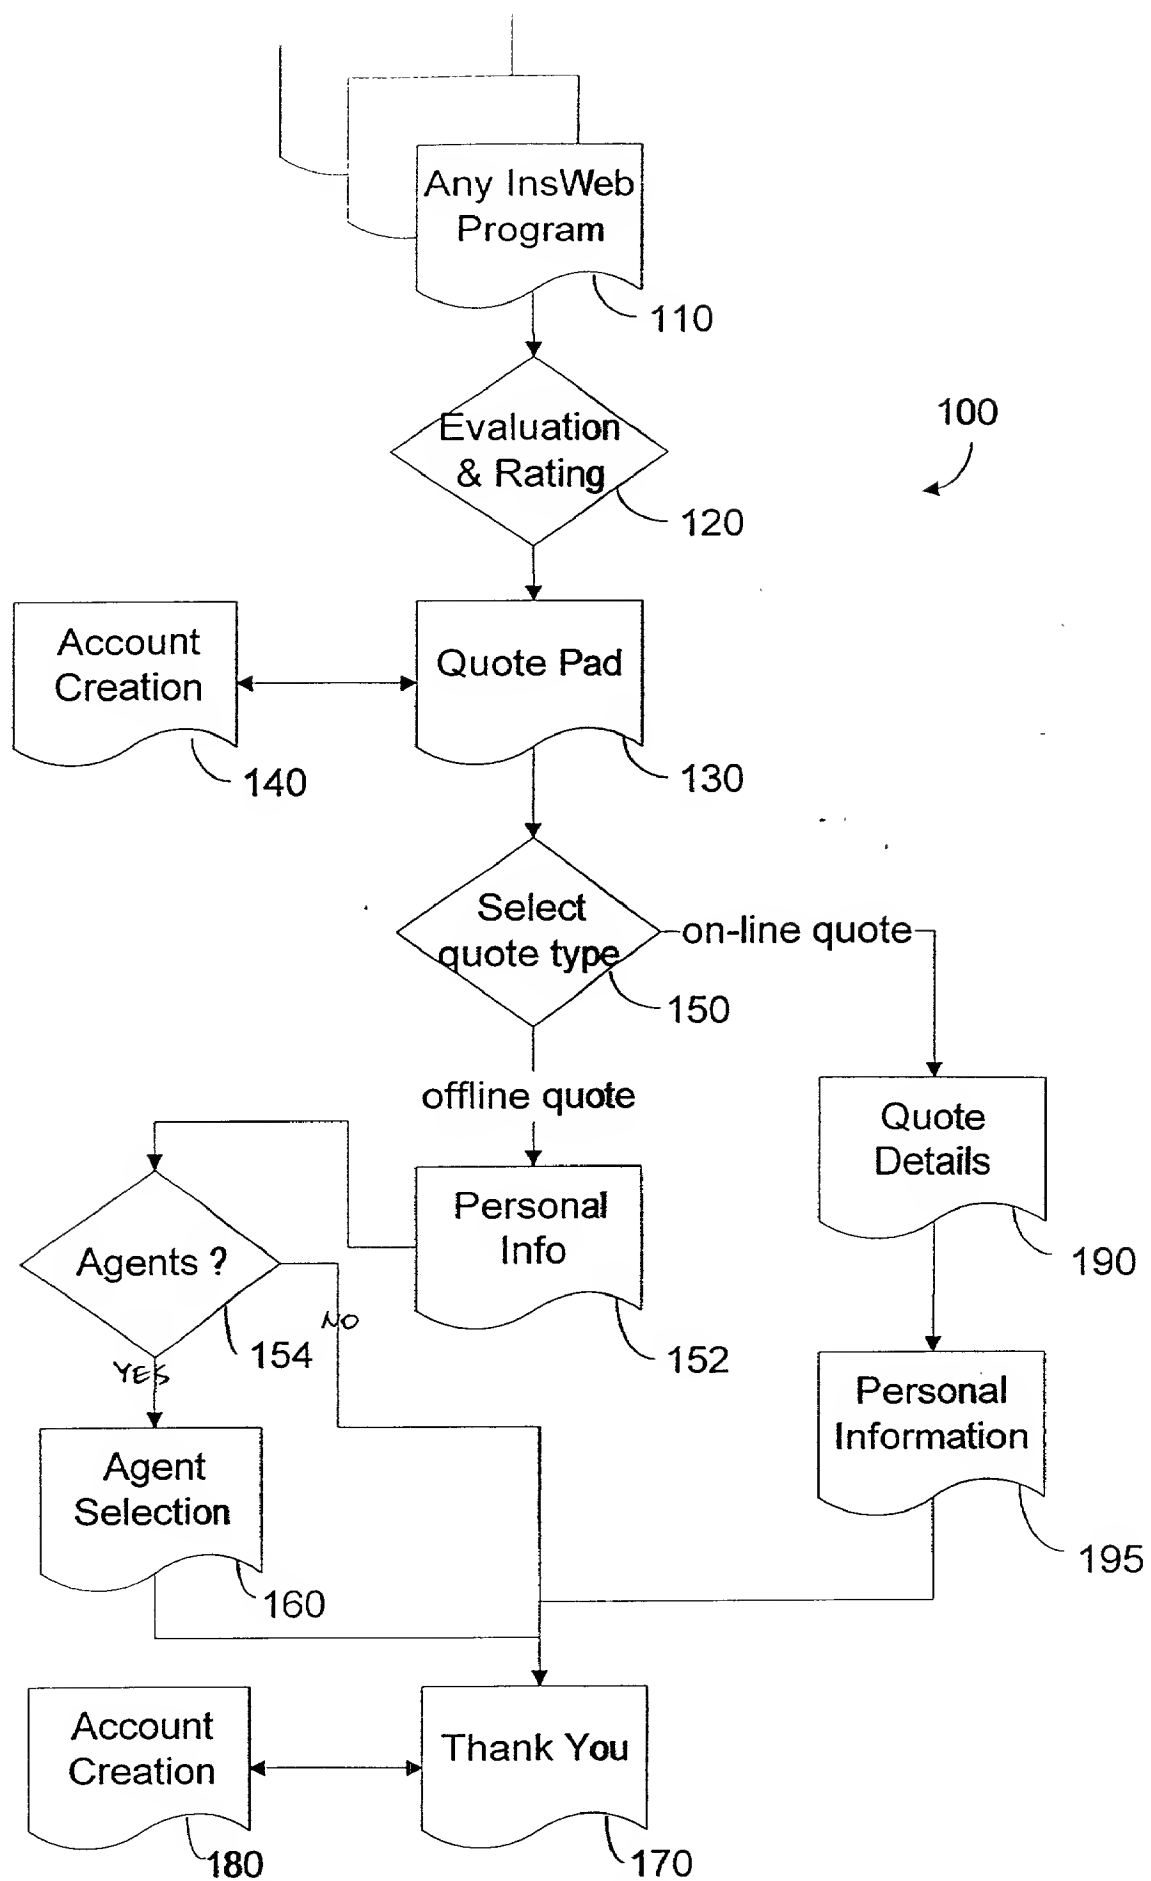 Any InsWeb
Program
110
Evaluation
& Rating
120
100
Account
Creation
140
Quote Pad
130
Select
quote type
150
on-line quote
offline quote
Quote
Details
190
Personal
Info
152
Agents ?
154
NO
YES
Personal
Information
195
Agent
Selection
160
Account
Creation
180
Thank You
170